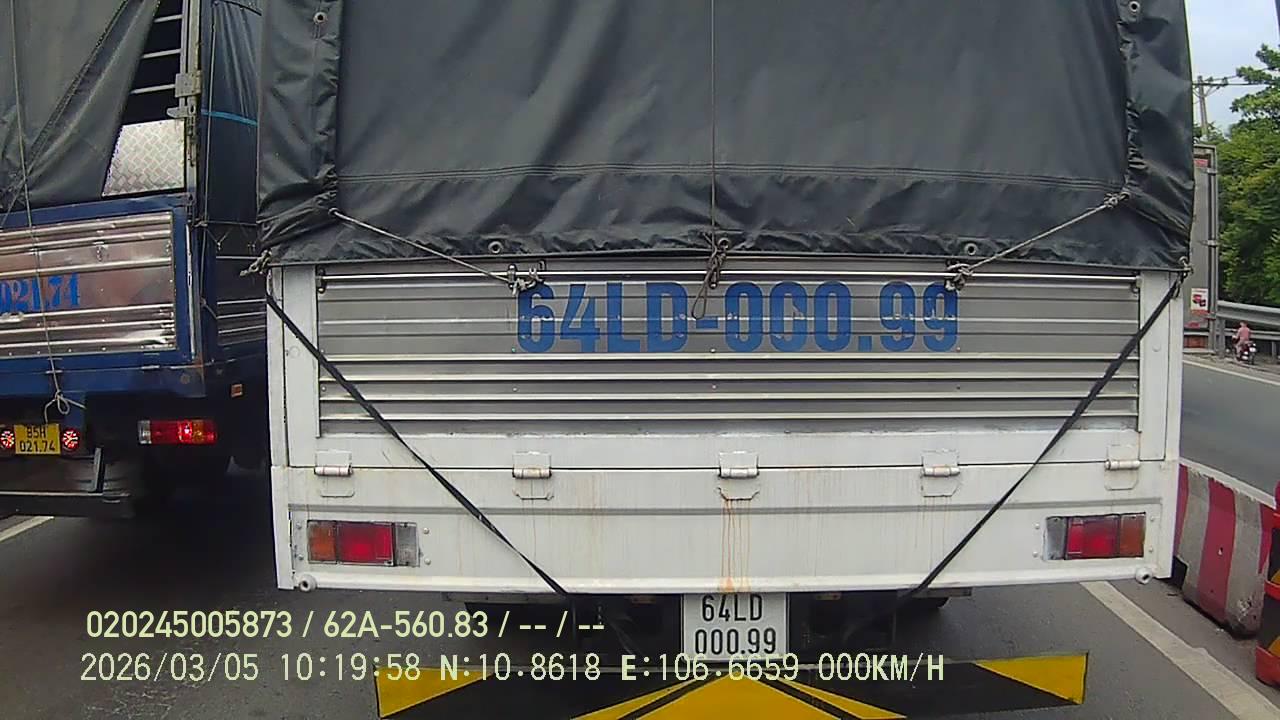 64LD-000.99
021.74
85H
021.74
64LD
000.99
020245005873 / 62A-560.83 / -- / --
2026/03/05 10:19:58 N:10.8618 E:106.6659 000KM/H